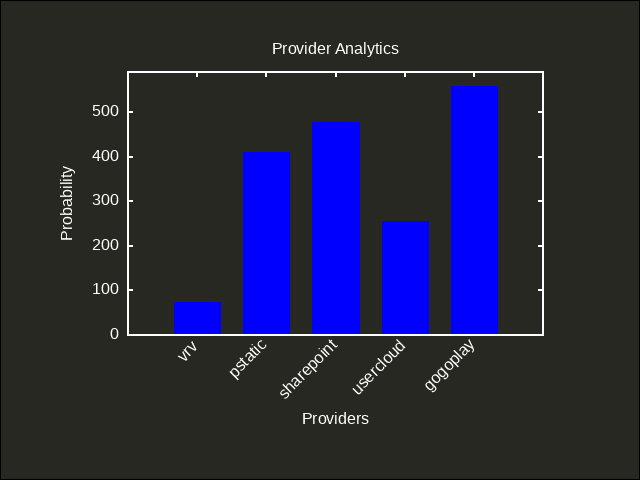 Provider Analytics
500
400
300
200
100
0
Probability
vrv
pstatic
sharepoint
usercloud
gogoplay
Providers